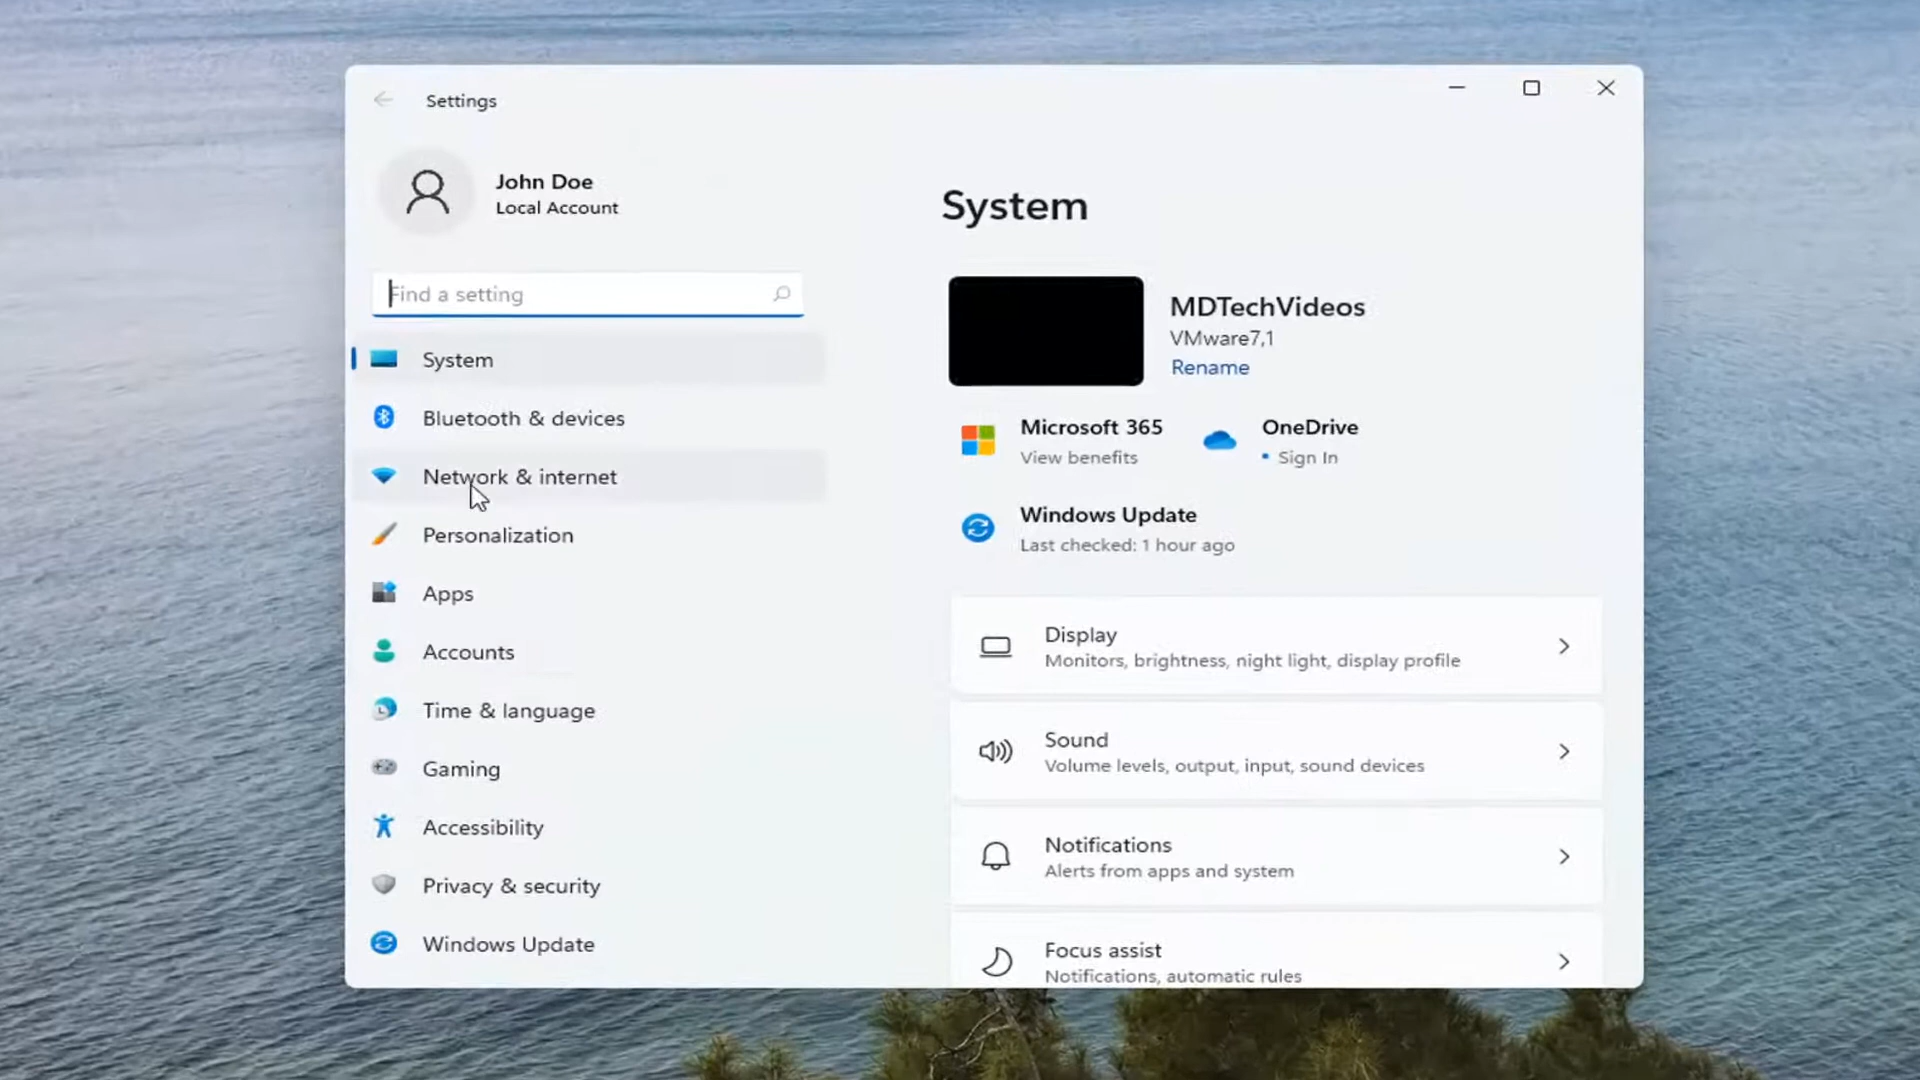 Settings
John Doe
Local Account
Find a setting
System
Bluetooth & devices
Network & internet
Personalization
Apps
Accounts
Time & language
Gaming
Accessibility
Privacy & security
Windows Update
System
MDTechVideos
VMware7,1
Rename
Microsoft 365
View benefits
OneDrive
• Sign In
Windows Update
Last checked: 1 hour ago
Display
Monitors, brightness, night light, display profile
Sound
Volume levels, output, input, sound devices
Notifications
Alerts from apps and system
Focus assist
Notifications, automatic rules